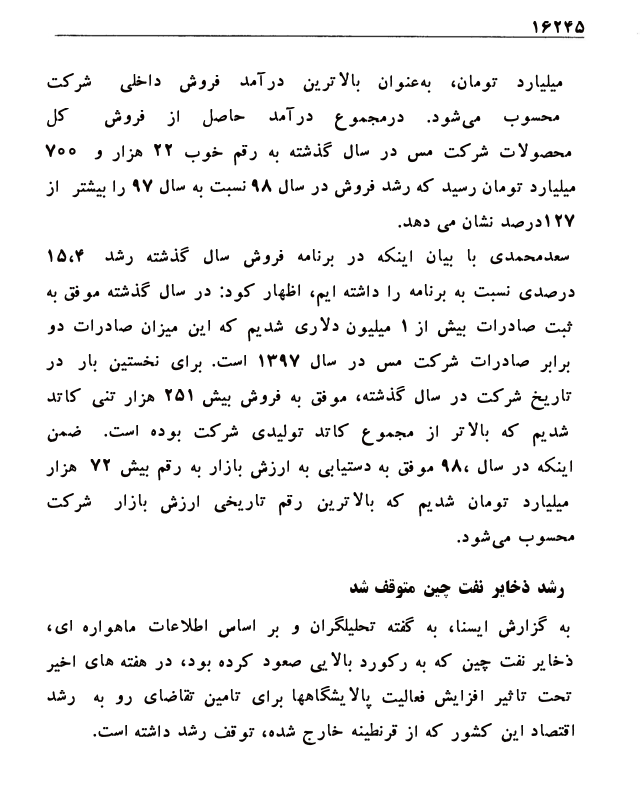 ۱۶۲۴۵
میلیارد تومان، به‌عنوان بالاترین درآمد فروش داخلی شرکت
محسوب می‌شود. درمجموع درآمد حاصل از فروش کل
محصولات شرکت مس در سال گذشته به رقم خوب ۲۲ هزار و ۷۰۰
میلیارد تومان رسید که رشد فروش در سال ۹۸ نسبت به سال ۹۷ را بیشتر از
۱۲۷درصد نشان می دهد.
سعدمحمدی با بیان اینکه در برنامه فروش سال گذشته رشد ۱۵،۴
درصدی نسبت به برنامه را داشته ایم، اظهار کود: در سال گذشته موفق به
ثبت صادرات بیش از ۱ میلیون دلاری شدیم که این میزان صادرات دو
برابر صادرات شرکت مس در سال ۱۳۹۷ است. برای نخستین بار در
تاریخ شرکت در سال گذشته، موفق به فروش بیش ۲۵۱ هزار تنی کاتد
شدیم که بالاتر از مجموع کاتد تولیدی شرکت بوده است. ضمن
اینکه در سال ،۹۸ موفق به دستیابی به ارزش بازار به رقم بیش ۷۲ هزار
میلیارد تومان شدیم که بالاترین رقم تاریخی ارزش بازار شرکت
محسوب می‌شود.
رشد ذخایر نفت چین متوقف شد
به گزارش ایسنا، به گفته تحلیلگران و بر اساس اطلاعات ماهواره ای،
ذخایر نفت چین که به رکورد بالایی صعود کرده بود، در هفته های اخیر
تحت تاثیر افزایش فعالیت پالایشگاهها برای تامین تقاضای رو به رشد
اقتصاد این کشور که از قرنطینه خارج شده، توقف رشد داشته است.